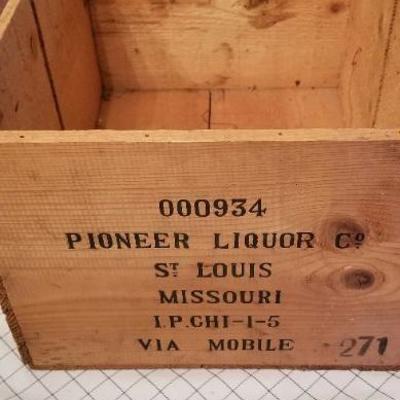 000934
PIONEER LIQUOR Cº
ST LOUIS
MISSOURI
I.P.CHI-1-5
VIA MOBILE 271